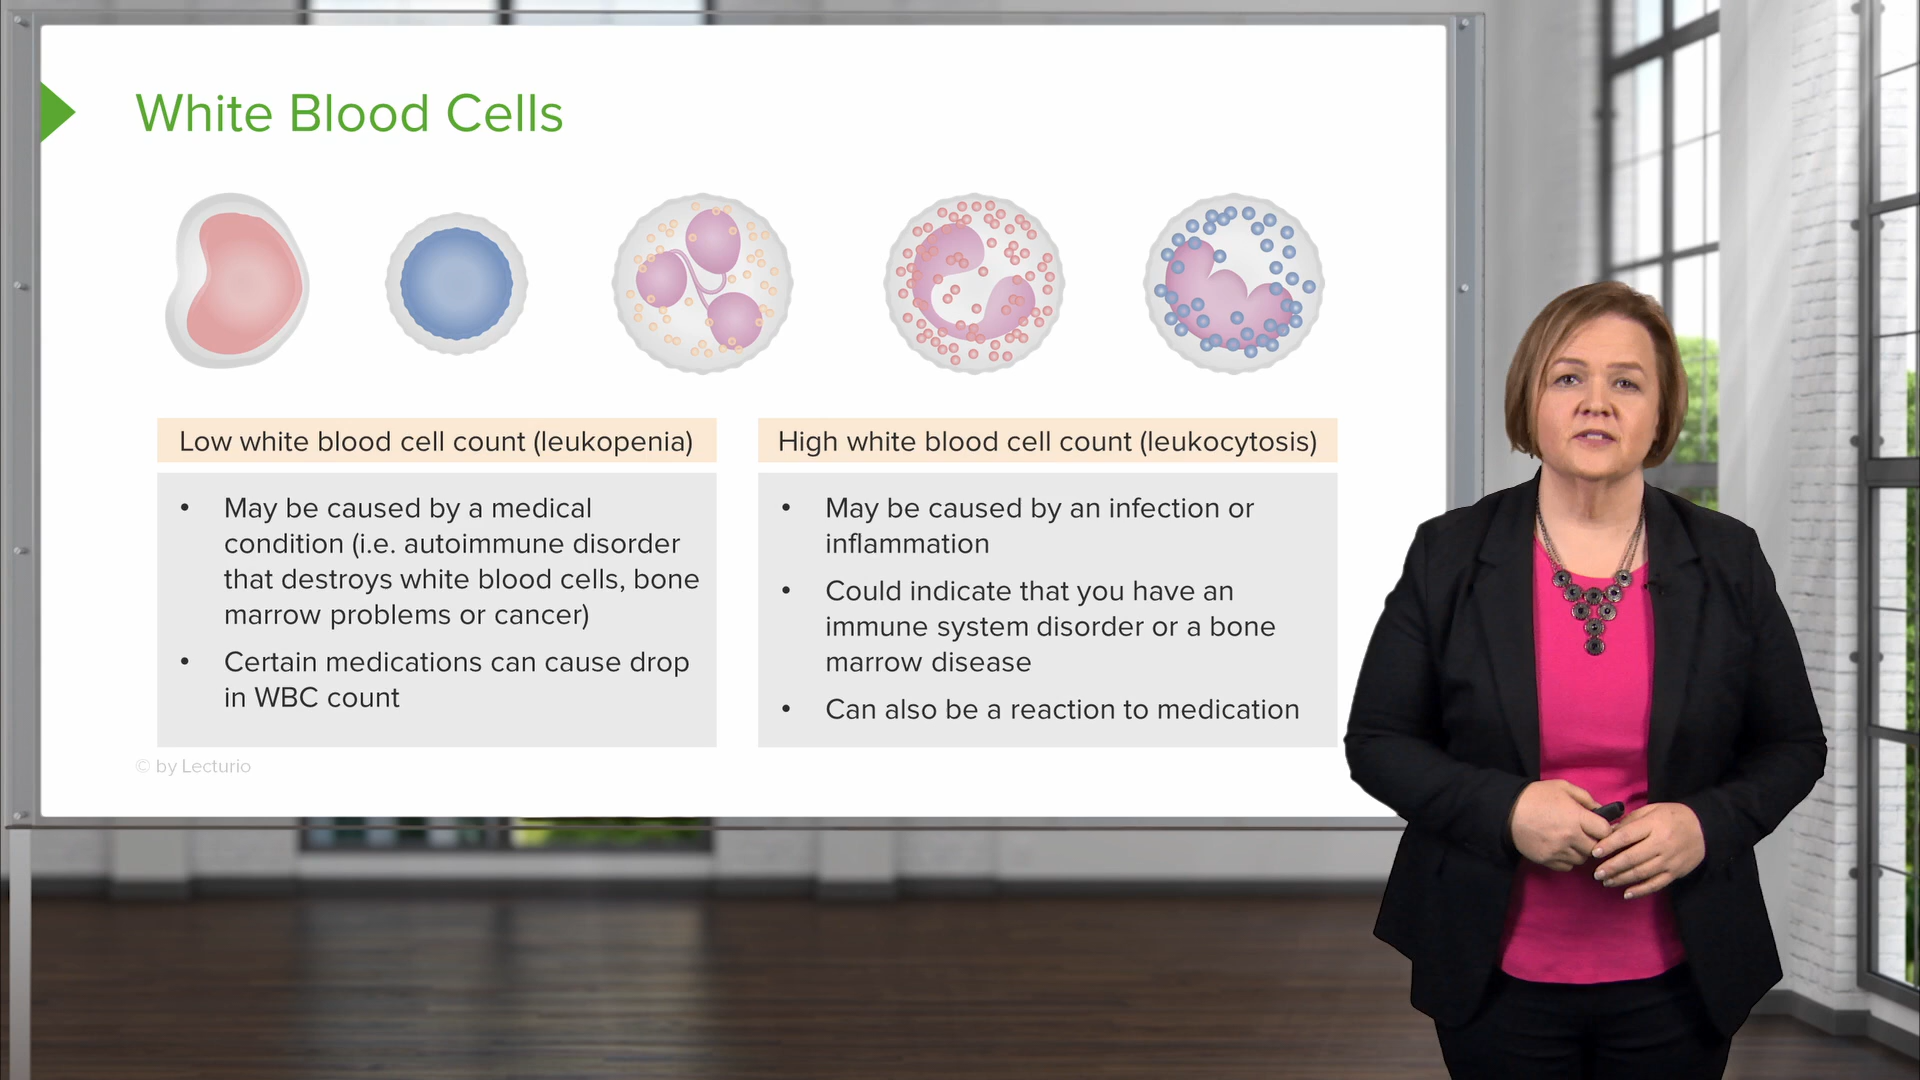 White Blood Cells
Low white blood cell count (leukopenia)
• May be caused by a medical
condition (i.e. autoimmune disorder
that destroys white blood cells, bone
marrow problems or cancer)
• Certain medications can cause drop
in WBC count
High white blood cell count (leukocytosis)
• May be caused by an infection or
inflammation
• Could indicate that you have an
immune system disorder or a bone
marrow disease
• Can also be a reaction to medication
© by Lecturio